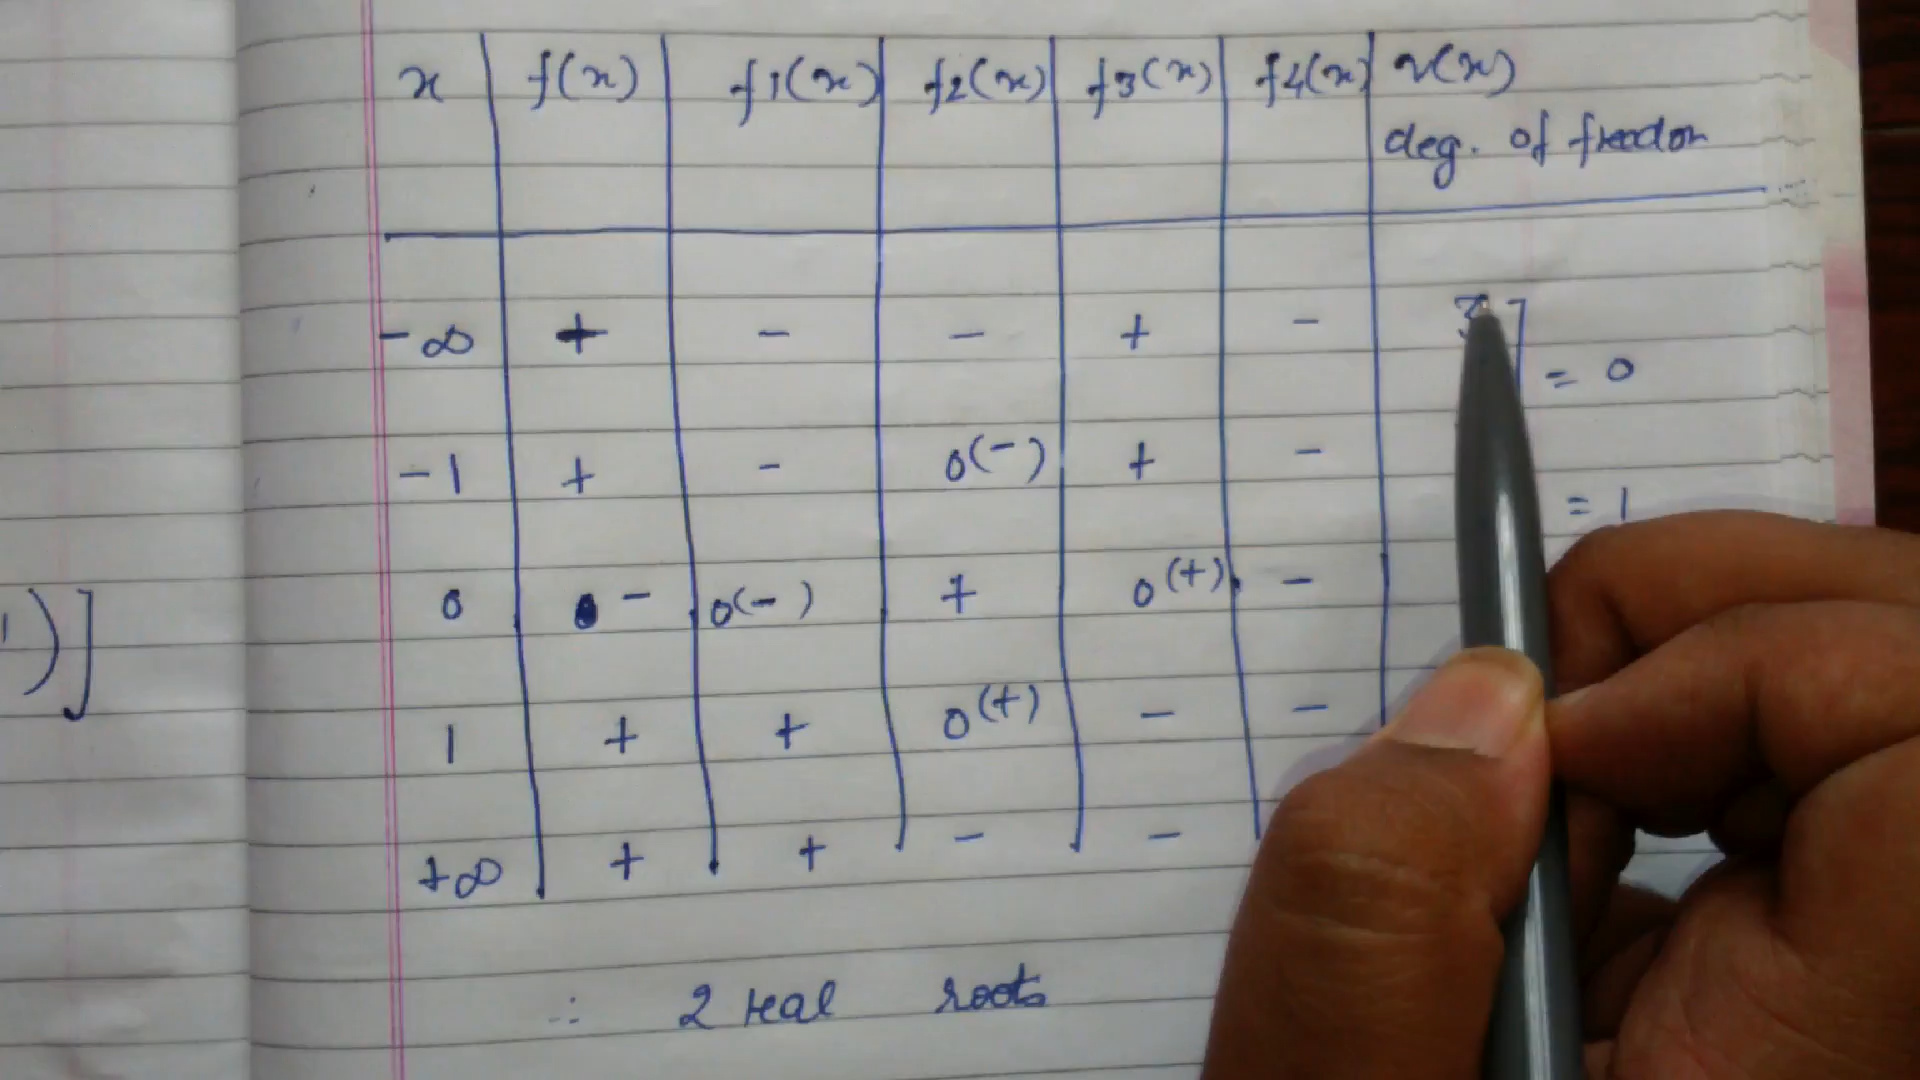 x f(x) f1(x) f2(x) f3(x) f4(x) v(x)
deg. of freedom
-∞ + - - + - 3
= 0
-1 + - 0(-) + -
= 1
0 - 0(-) + 0(+) -
)]
1 + + 0(+) - -
+∞ + + - -
∴ 2 real roots